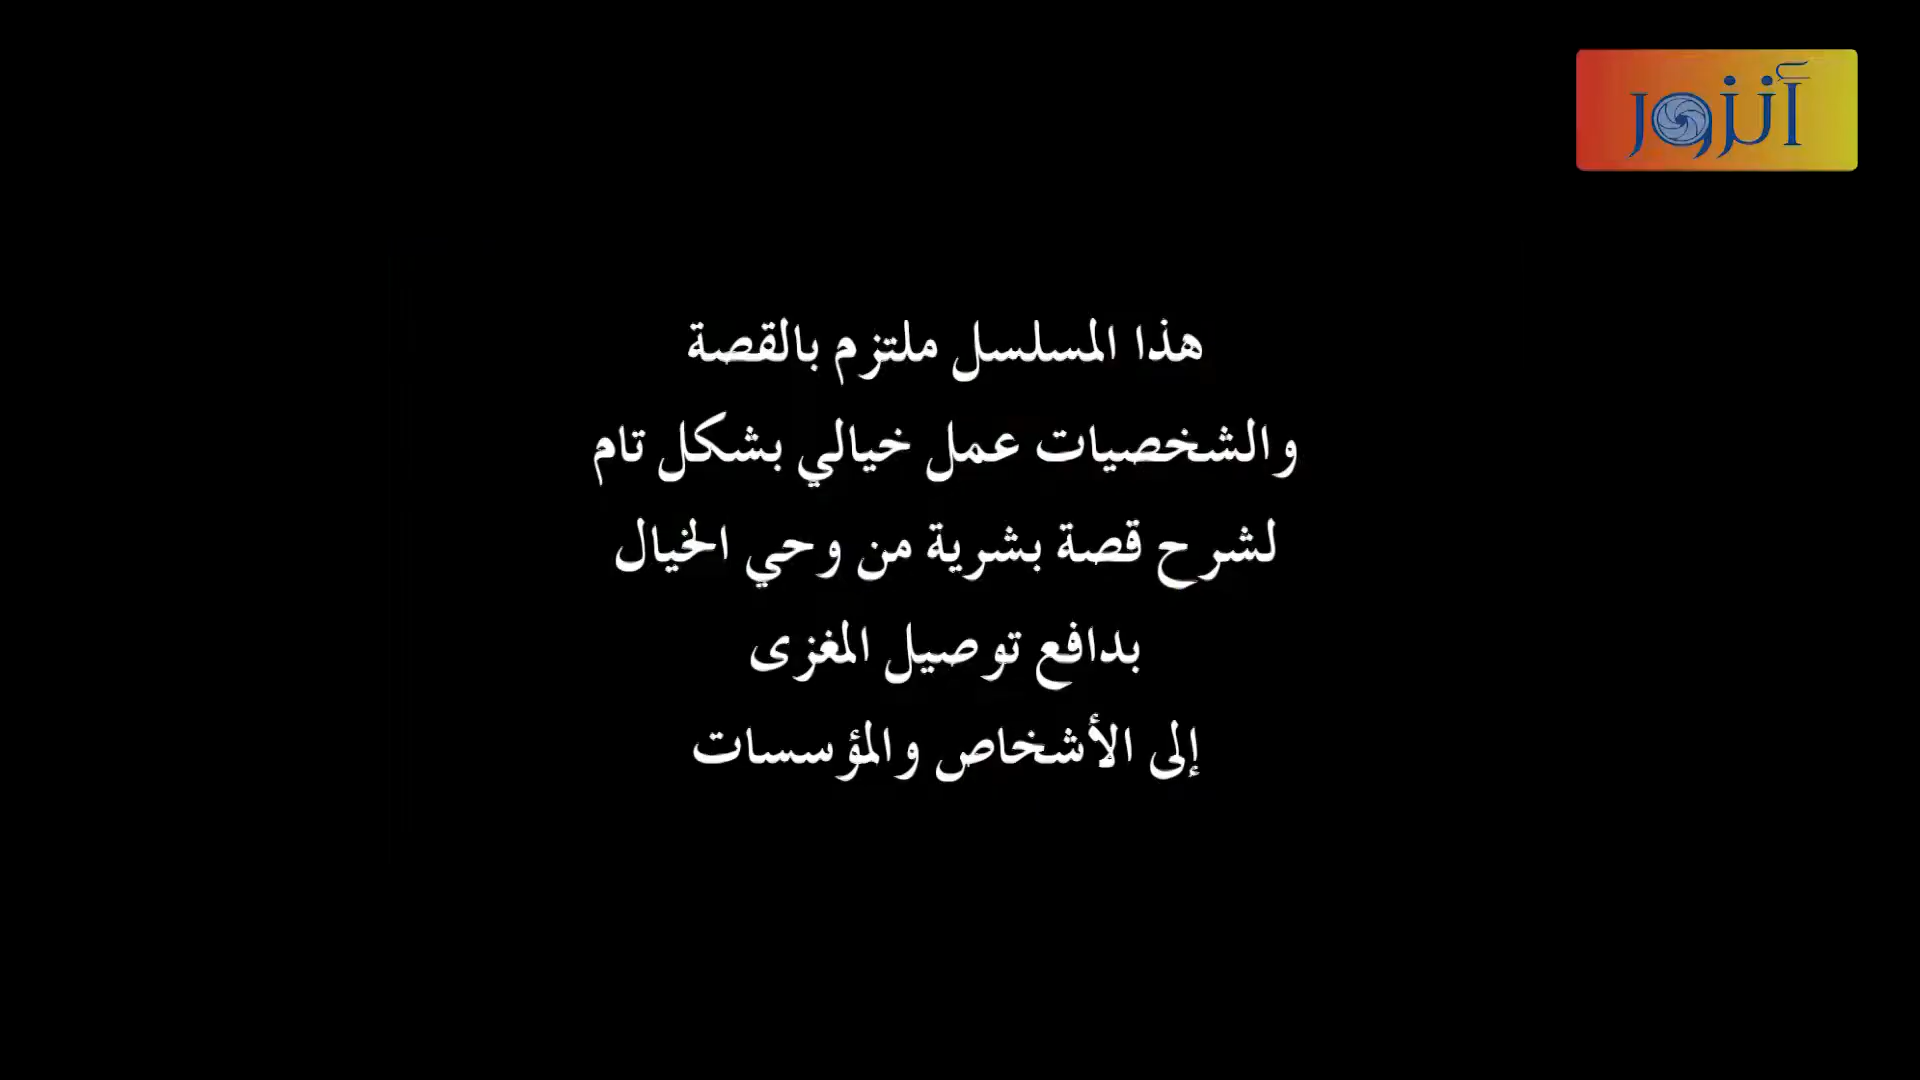 أنزور
هذا المسلسل ملتزم بالقصة
والشخصيات عمل خيالي بشكل تام
لشرح قصة بشرية من وحي الخيال
بدافع توصيل المغزى
إلى الأشخاص والمؤسسات